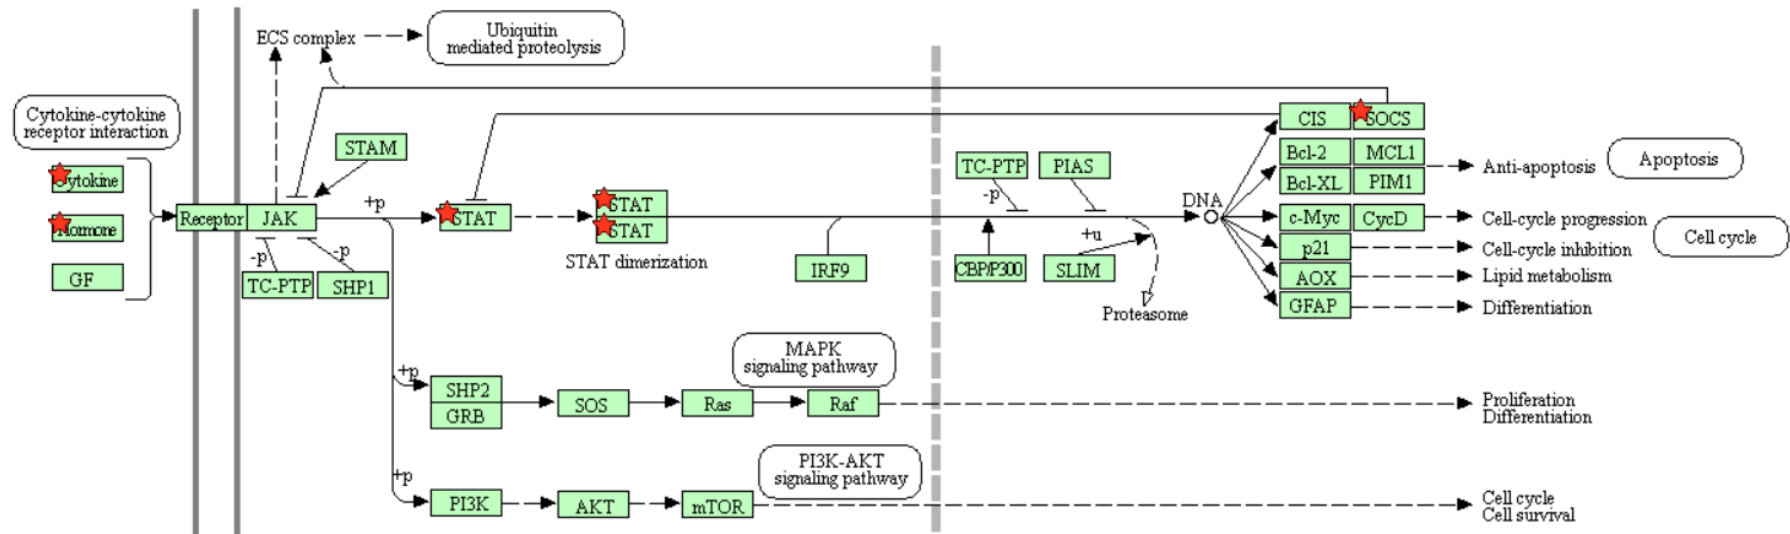 Ubiquitin
mediated proteolysis
ECS complex
Cytokine-cytokine
receptor interaction
Cytokine
Hormone
GF
STAM
Receptor
JAK
+p
-p
-p
TC-PTP
SHP1
STAT
STAT
STAT
STAT dimerization
IRF9
TC-PTP
PIAS
-p
+u
CBP/P300
SLIM
Proteasome
DNA
CIS
SOCS
Bcl-2
MCL1
Bcl-XL
PIM1
c-Myc
CycD
p21
AOX
GFAP
Anti-apoptosis
Apoptosis
Cell-cycle progression
Cell cycle
Cell-cycle inhibition
Lipid metabolism
Differentiation
MAPK
signaling pathway
+p
SHP2
GRB
SOS
Ras
Raf
Proliferation
Differentiation
PI3K-AKT
signaling pathway
+p
PI3K
AKT
mTOR
Cell cycle
Cell survival